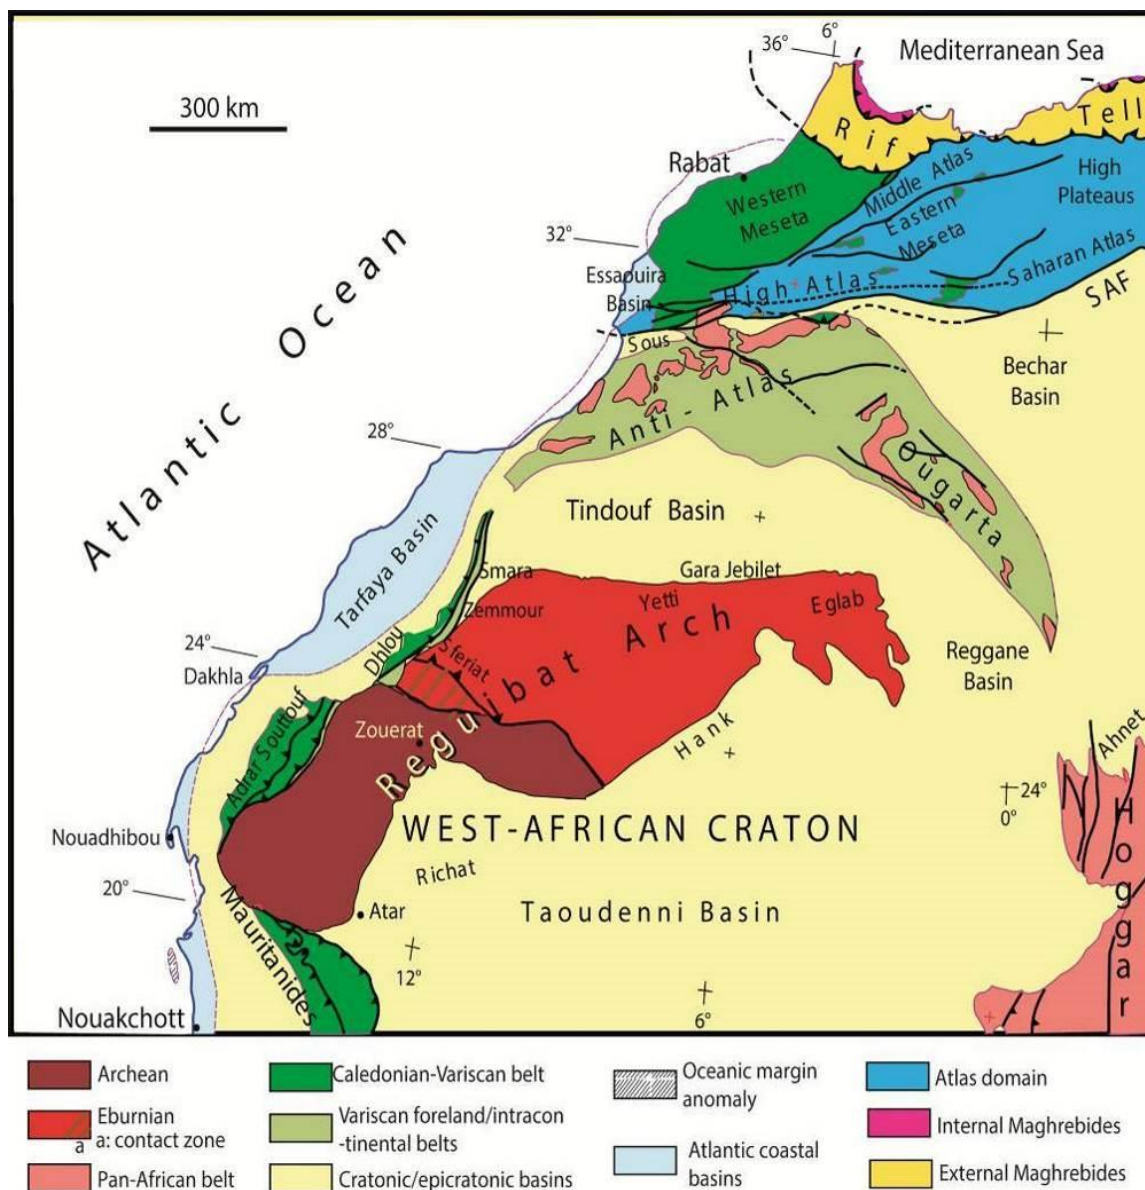 36°
6°
Mediterranean Sea
300 km
Rif
Tell
Rabat
Middle Atlas
High
Plateaus
Western
Meseta
Eastern
Meseta
32°
Essaouira
Basin
High Atlas
Saharan Atlas
SAF
Atlantic Ocean
Sous
Bechar
Basin
Anti - Atlas
28°
Ougarta
Tindouf Basin
Tarfaya Basin
Smara
Gara Jebilet
Zemmour
Yetti
Eglab
Reguibat Arch
24°
Dakhla
Dhlou
Sferiat
Reggane
Basin
Zouerat
Hank
Ahnet
Adrar Souttouf
24°
0°
Hoggar
WEST-AFRICAN CRATON
Nouadhibou
Richat
20°
Atar
Taoudenni Basin
Mauritanides
12°
6°
Nouakchott
Archean
Caledonian-Variscan belt
Oceanic margin
anomaly
Atlas domain
Eburnian
a: contact zone
a
Variscan foreland/intracon
-tinental belts
Internal Maghrebides
Atlantic coastal
basins
Pan-African belt
Cratonic/epicratonic basins
External Maghrebides